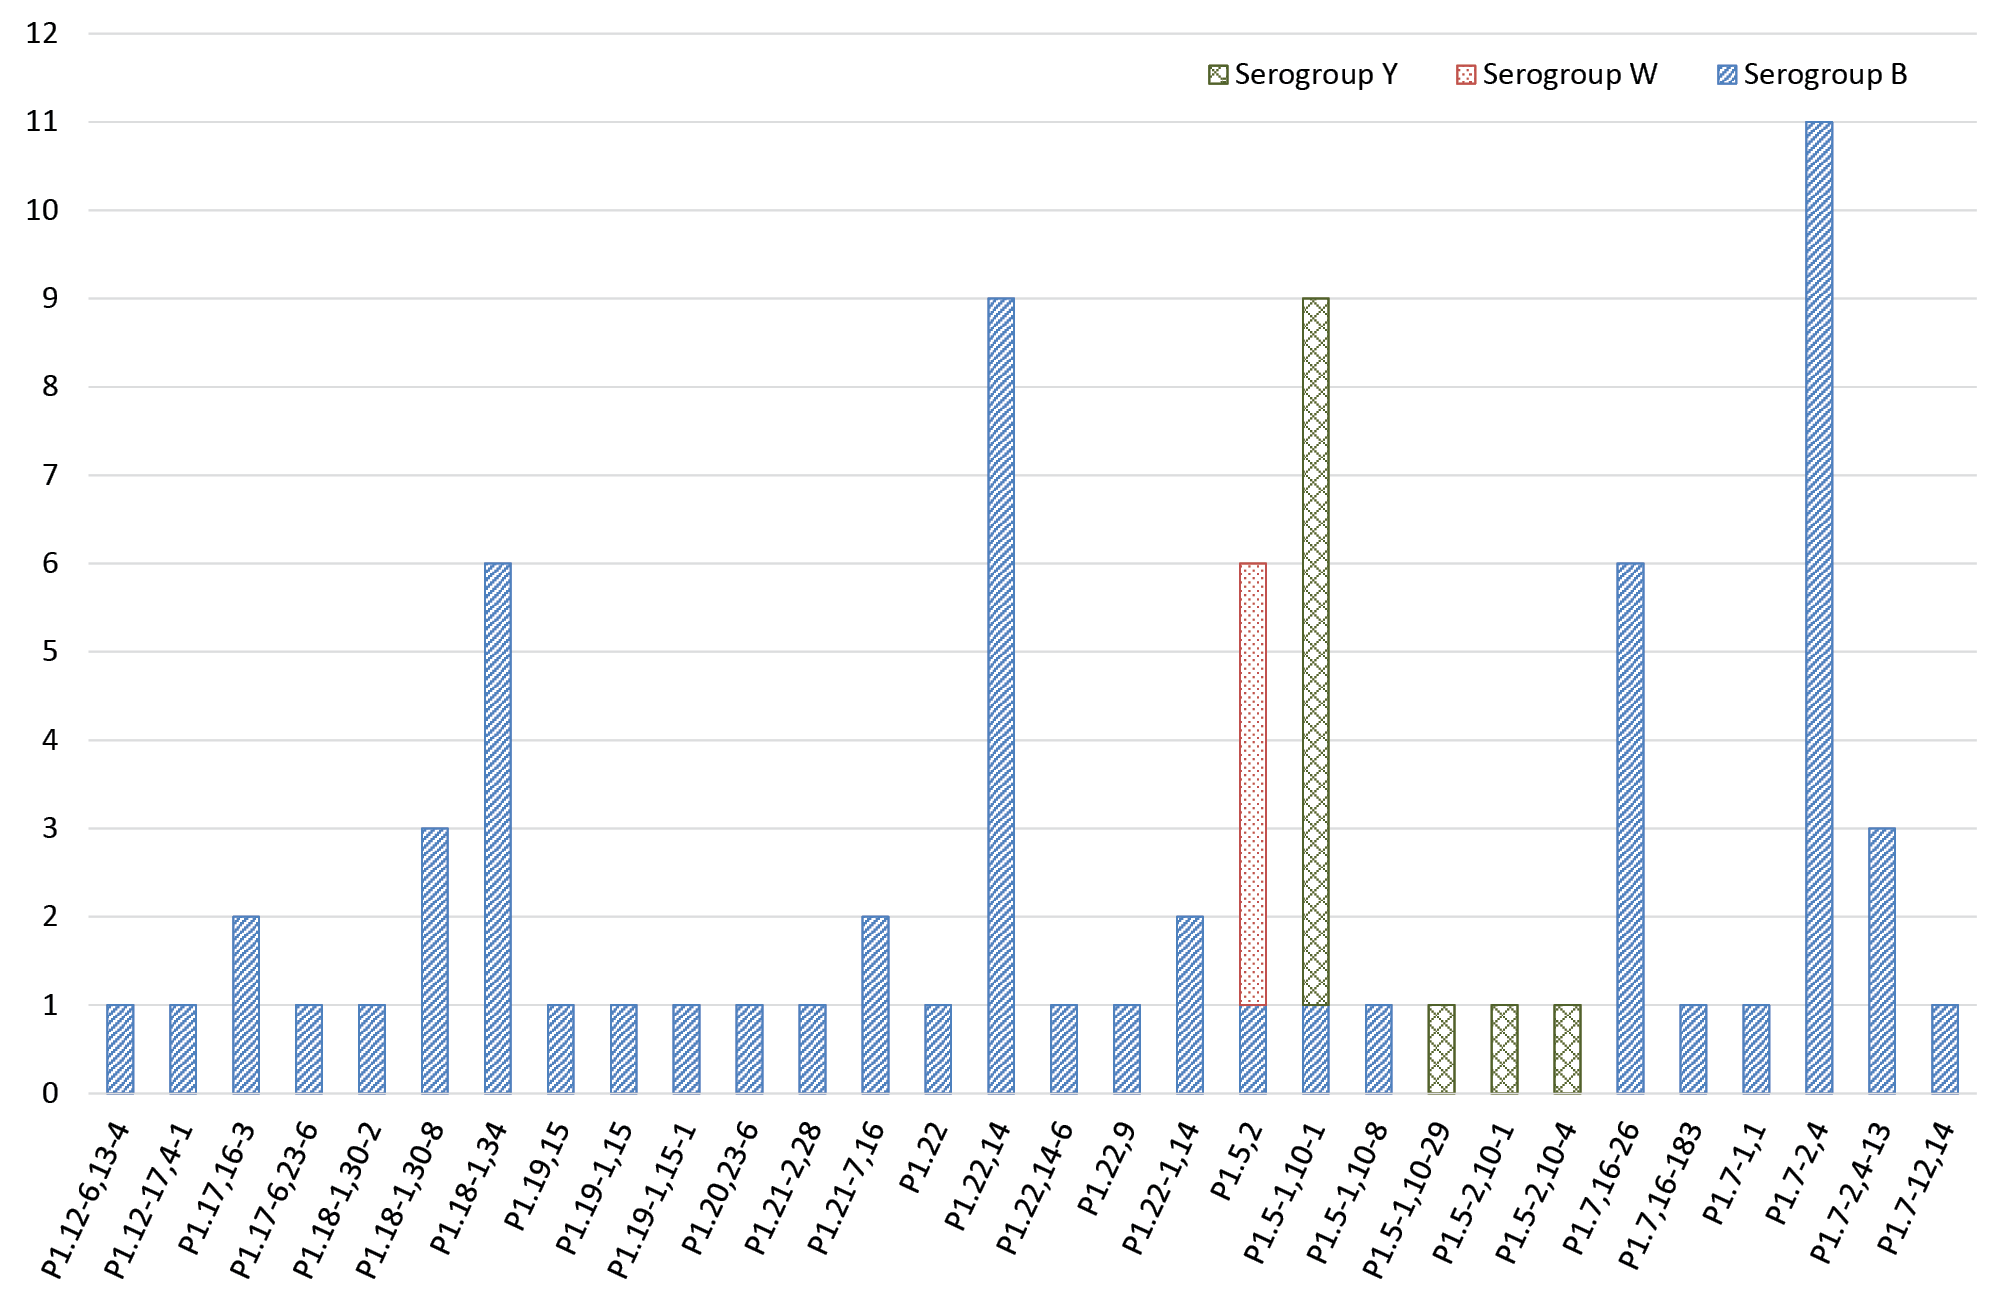 12
Serogroup Y Serogroup W Serogroup B
11
10
9
8
7
6
5
4
3
2
1
0
P1.12-6,13-4
P1.12-17,4-1
P1.17,16-3
P1.17-6,23-6
P1.18-1,30-2
P1.18-1,30-8
P1.18-1,34
P1.19,15
P1.19-1,15
P1.19-1,15-1
P1.20,23-6
P1.21-2,28
P1.21-7,16
P1.22
P1.22,14
P1.22,14-6
P1.22,9
P1.22-1,14
P1.5,2
P1.5-1,10-1
P1.5-1,10-8
P1.5-1,10-29
P1.5-2,10-1
P1.5-2,10-4
P1.7,16-26
P1.7,16-183
P1.7-1,1
P1.7-2,4
P1.7-2,4-13
P1.7-12,14